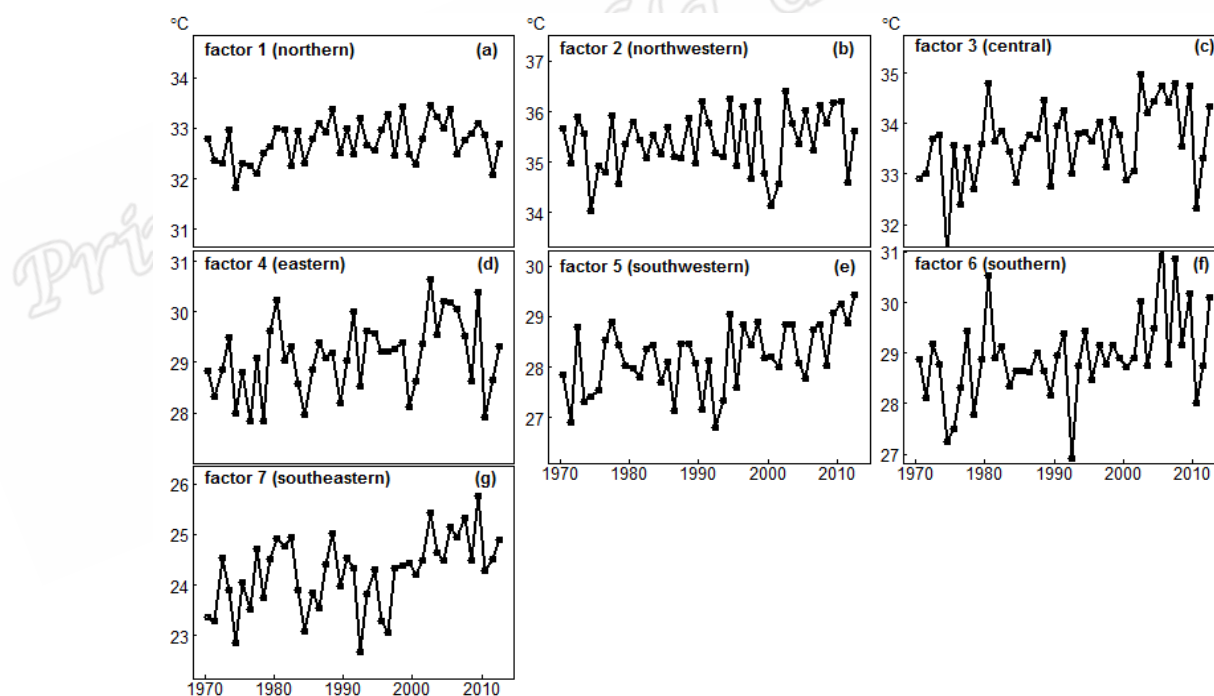 °C
factor 1 (northern) (a)
34
33
32
31
°C
factor 2 (northwestern) (b)
37
36
35
34
°C
factor 3 (central) (c)
35
34
33
32
factor 4 (eastern) (d)
31
30
29
28
factor 5 (southwestern) (e)
30
29
28
27
1970 1980 1990 2000 2010
factor 6 (southern) (f)
31
30
29
28
27
1970 1980 1990 2000 2010
factor 7 (southeastern) (g)
26
25
24
23
1970 1980 1990 2000 2010